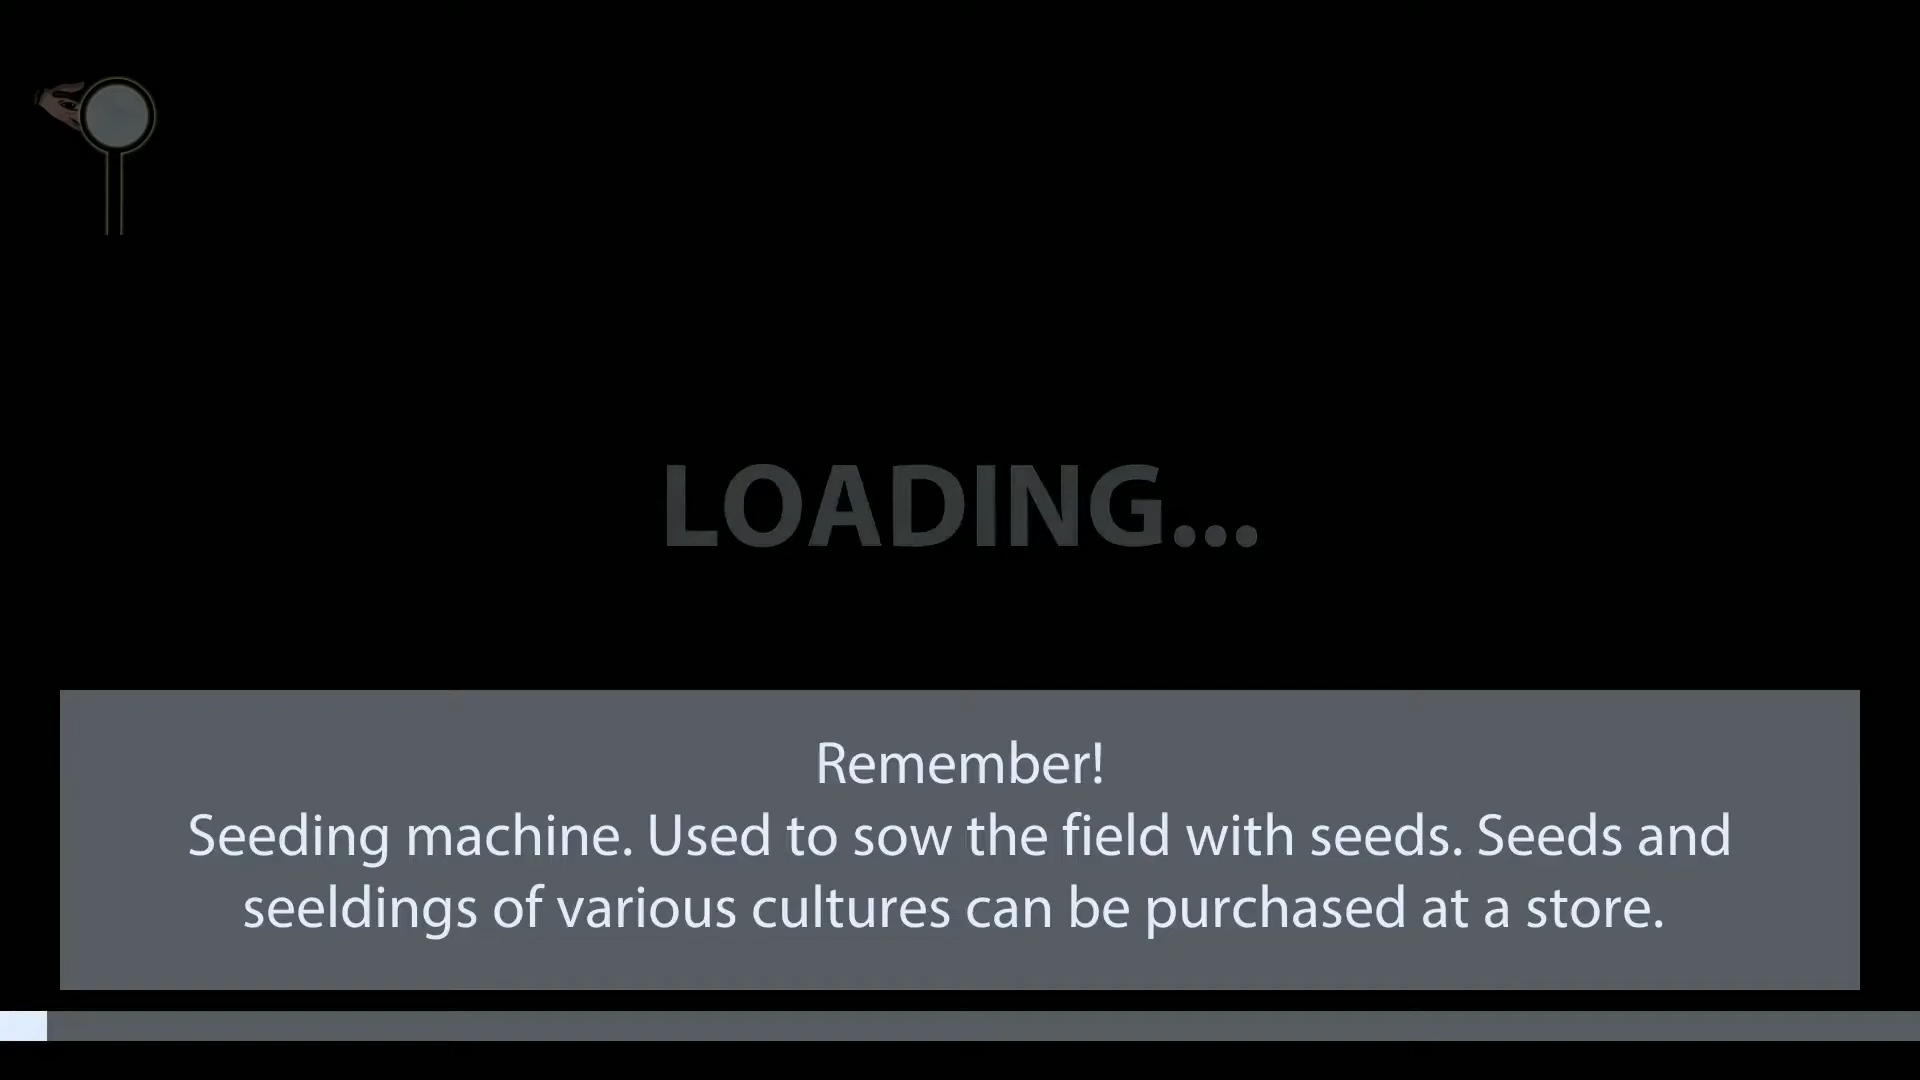 LOADING...
Remember!
Seeding machine. Used to sow the field with seeds. Seeds and
seeldings of various cultures can be purchased at a store.